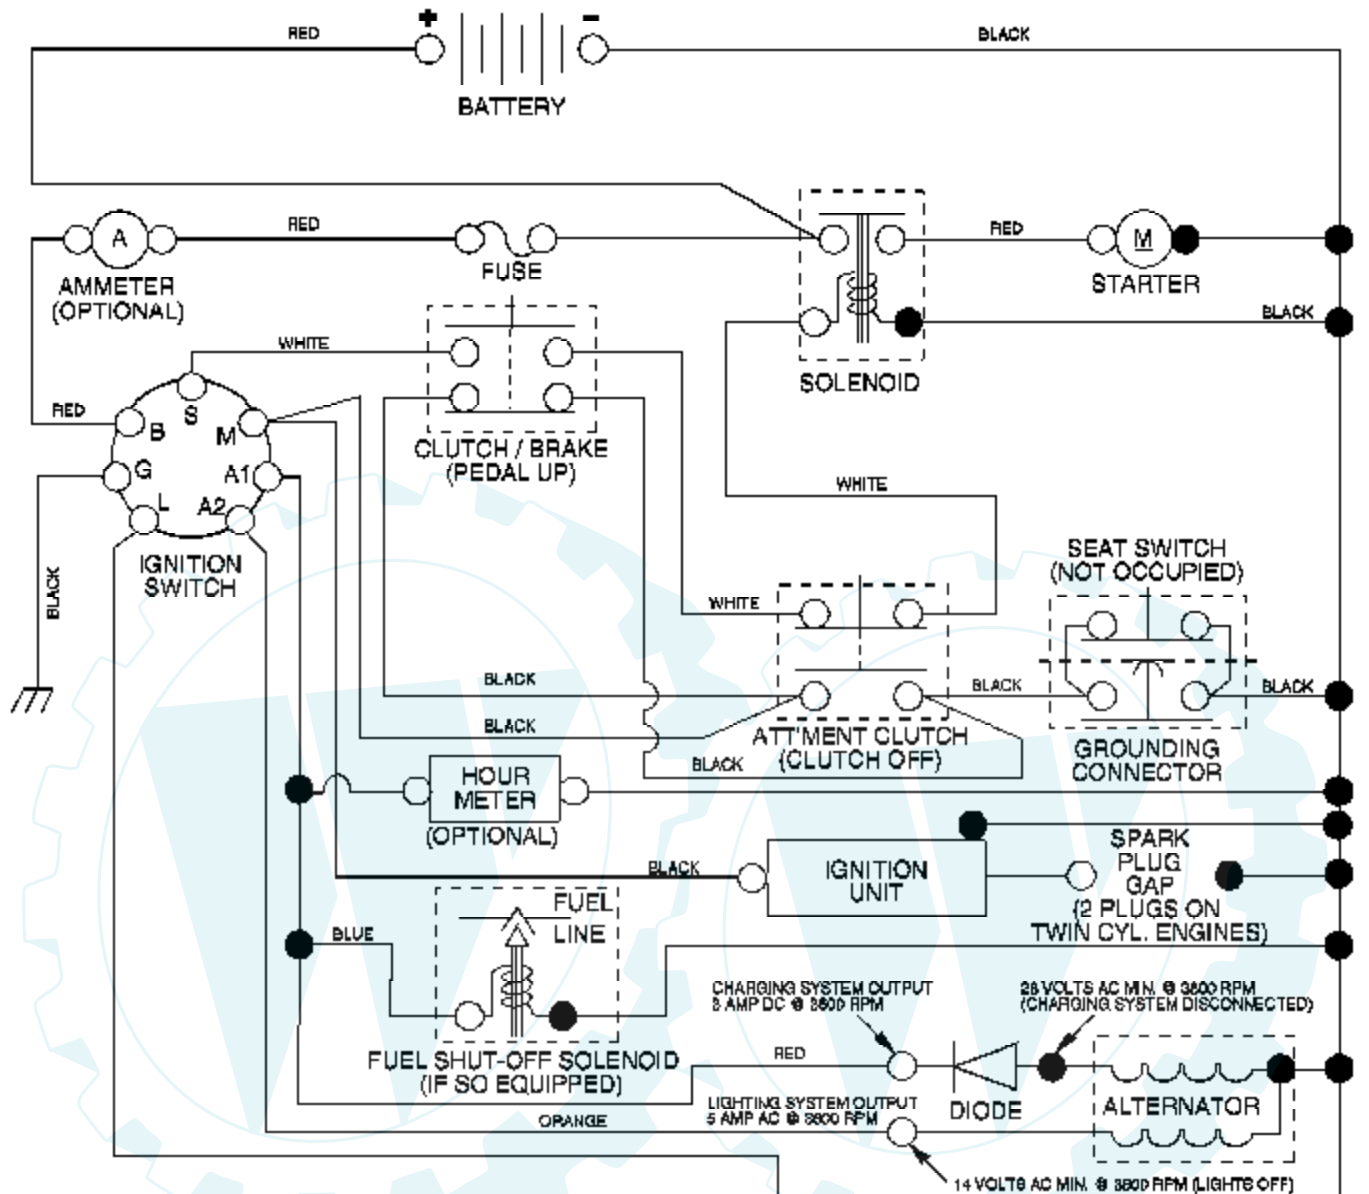 + -
RED
BLACK
BATTERY
A
RED
RED
M
AMMETER
(OPTIONAL)
FUSE
STARTER
WHITE
BLACK
SOLENOID
RED
S
B
M
G
A1
L
A2
CLUTCH / BRAKE
(PEDAL UP)
WHITE
IGNITION
SWITCH
BLACK
SEAT SWITCH
(NOT OCCUPIED)
WHITE
BLACK
BLACK
BLACK
BLACK
ATT'MENT CLUTCH
(CLUTCH OFF)
BLACK
GROUNDING
CONNECTOR
HOUR
METER
(OPTIONAL)
BLACK
IGNITION
UNIT
SPARK
PLUG
GAP
(2 PLUGS ON
TWIN CYL. ENGINES)
BLUE
FUEL
LINE
CHARGING SYSTEM OUTPUT
3 AMP DC @ 3600 RPM
28 VOLTS AC MIN. @ 3600 RPM
(CHARGING SYSTEM DISCONNECTED)
FUEL SHUT-OFF SOLENOID
(IF SO EQUIPPED)
RED
DIODE
ALTERNATOR
LIGHTING SYSTEM OUTPUT
5 AMP AC @ 3600 RPM
ORANGE
14 VOLTS AC MIN. @ 3600 RPM (LIGHTS OFF)